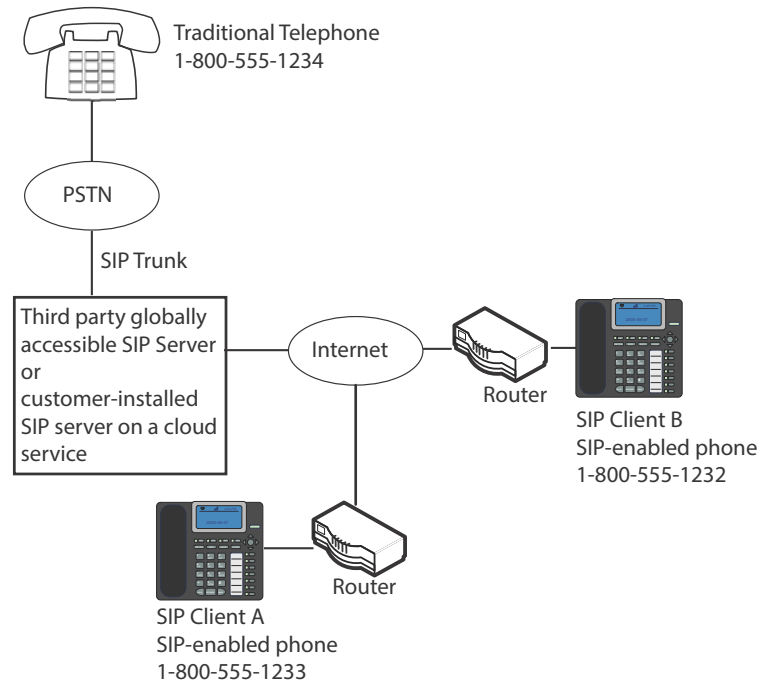 Traditional Telephone
1-800-555-1234
PSTN
SIP Trunk
Third party globally
accessible SIP Server
or
customer-installed
SIP server on a cloud
service
Internet
Router
SIP Client B
SIP-enabled phone
1-800-555-1232
Router
SIP Client A
SIP-enabled phone
1-800-555-1233